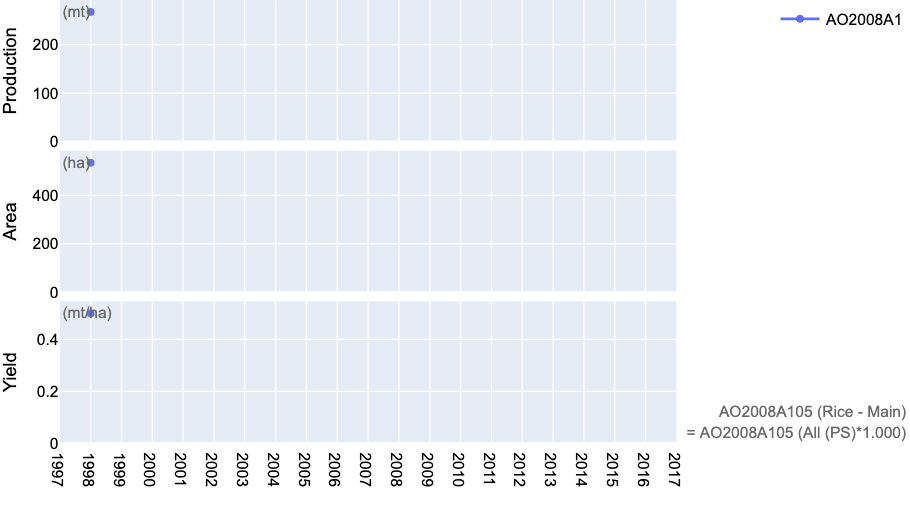 (mt)
AO2008A1
Production
200
100
0
(ha)
Area
400
200
0
(mt/ha)
Yield
0.4
0.2
0
AO2008A105 (Rice - Main)
= AO2008A105 (All (PS)*1.000)
1997 1998 1999 2000 2001 2002 2003 2004 2005 2006 2007 2008 2009 2010 2011 2012 2013 2014 2015 2016 2017